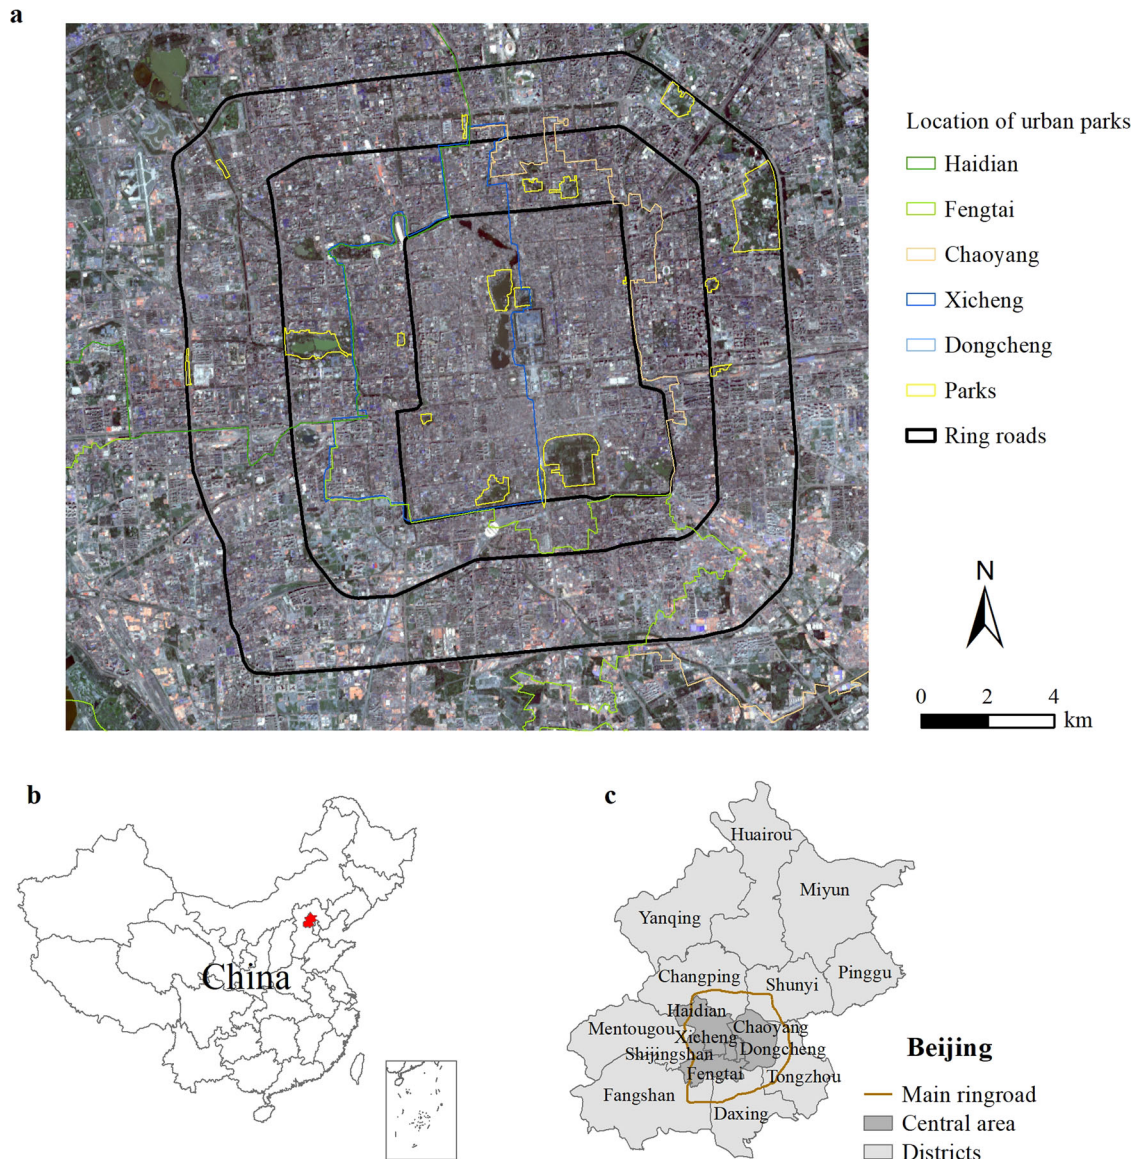 a
Location of urban parks
Haidian
Fengtai
Chaoyang
Xicheng
Dongcheng
Parks
Ring roads
N
0 2 4
km
b
China
c
Huairou
Miyun
Yanqing
Pinggu
Changping
Shunyi
Haidian
Mentougou
Chaoyang
Xicheng
Dongcheng
Shijingshan
Fengtai
Tongzhou
Fangshan
Daxing
Beijing
Main ringroad
Central area
Districts